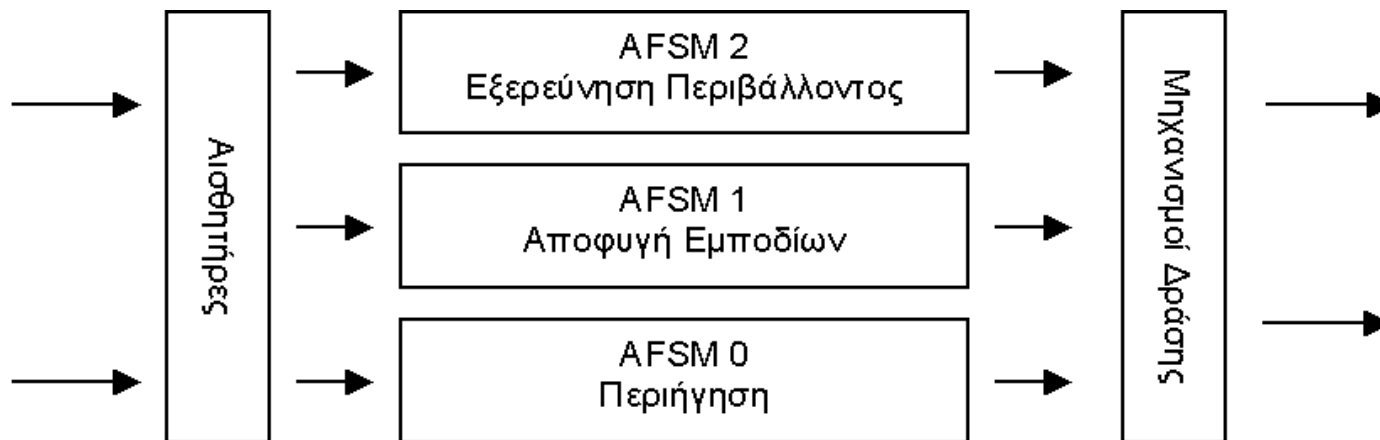 Αισθητήρες
AFSM 2
Εξερεύνηση Περιβάλλοντος
AFSM 1
Αποφυγή Εμποδίων
AFSM 0
Περιήγηση
Μηχανισμοί Δράσης